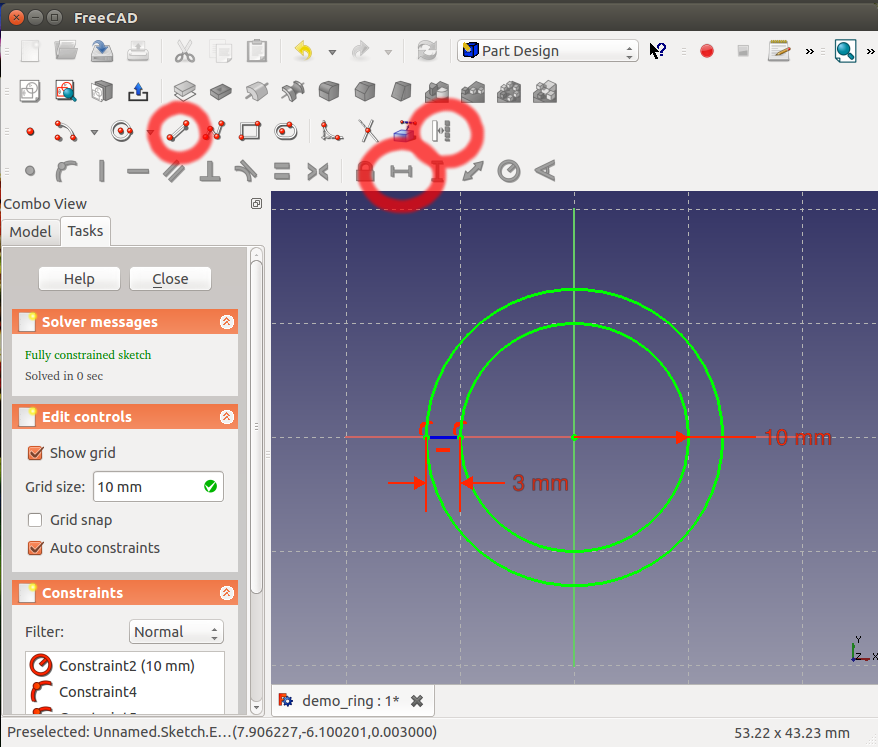 FreeCAD
Part Design
Combo View
Model
Tasks
Help
Close
Solver messages
Fully constrained sketch
Solved in 0 sec
Edit controls
Show grid
Grid size:
10 mm
Grid snap
Auto constraints
Constraints
Filter:
Normal
Constraint2 (10 mm)
Constraint4
10 mm
3 mm
Y
Z X
demo_ring : 1*
Preselected: Unnamed.Sketch.E...(7.906227,-6.100201,0.003000)
53.22 x 43.23 mm